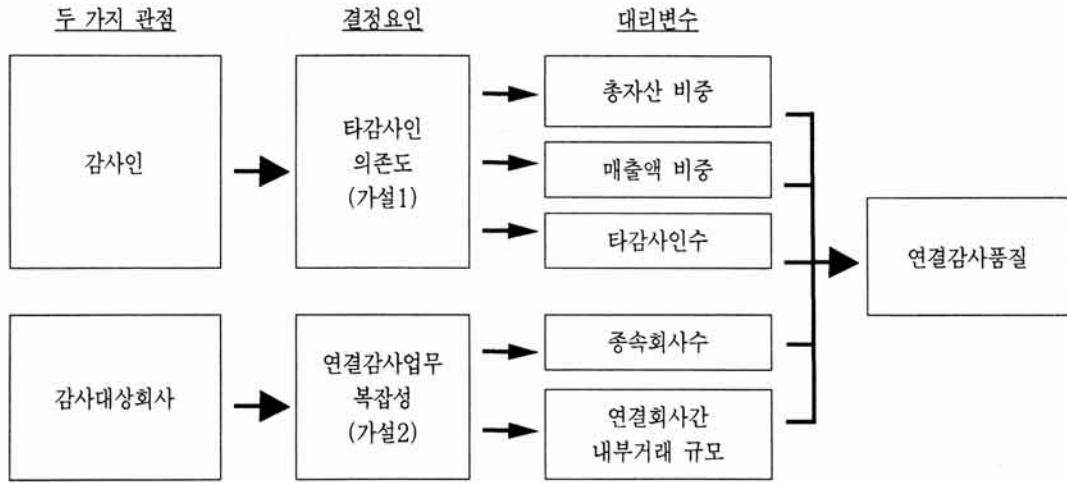 두 가지 관점
결정요인
대리변수
감사인
타감사인
의존도
(가설1)
총자산 비중
매출액 비중
타감사인수
연결감사품질
감사대상회사
연결감사업무
복잡성
(가설2)
종속회사수
연결회사간
내부거래 규모